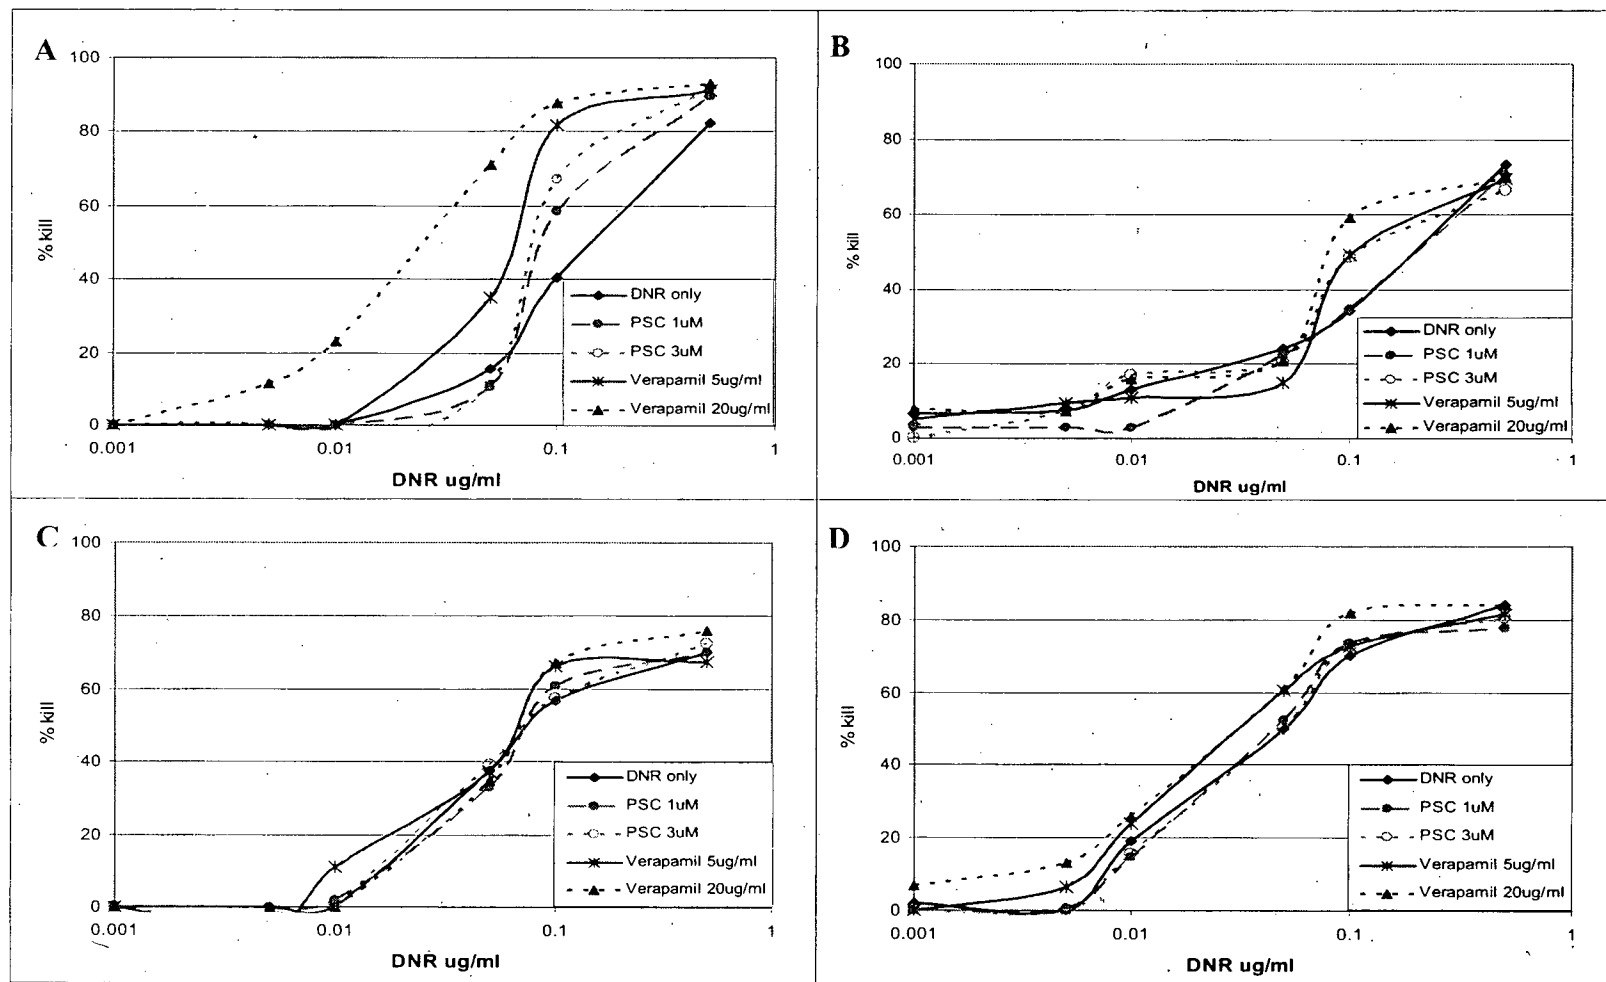 A
100
80
60
40
20
0
% kill
0.001
0.01
0.1
1
DNR ug/ml
DNR only
PSC 1uM
PSC 3uM
Verapamil 5ug/ml
Verapamil 20ug/ml
B
100
80
60
40
20
0
% kill
0.001
0.01
0.1
1
DNR ug/ml
DNR only
PSC 1uM
PSC 3uM
Verapamil 5ug/ml
Verapamil 20ug/ml
C
100
80
60
40
20
0
% kill
0.001
0.01
0.1
1
DNR ug/ml
DNR only
PSC 1uM
PSC 3uM
Verapamil 5ug/ml
Verapamil 20ug/ml
D
100
80
60
40
20
0
% kill
0.001
0.01
0.1
1
DNR ug/ml
DNR only
PSC 1uM
PSC 3uM
Verapamil 5ug/ml
Verapamil 20ug/ml